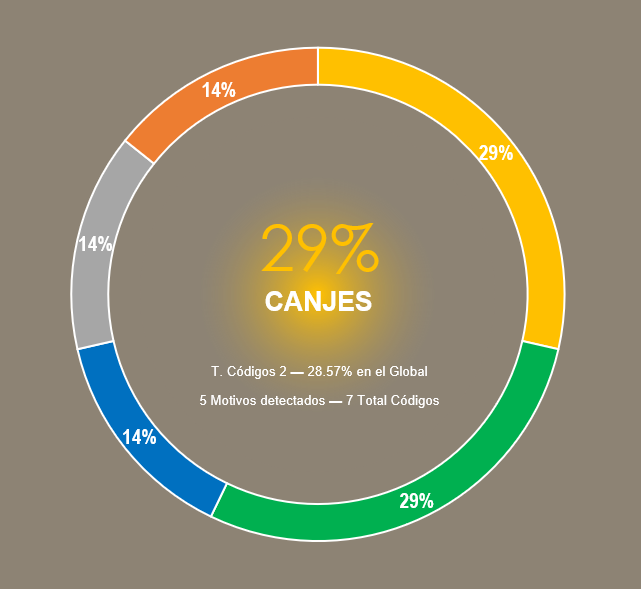 14%
29%
14%
29%
CANJES
T. Códigos 2 — 28.57% en el Global
5 Motivos detectados — 7 Total Códigos
14%
29%